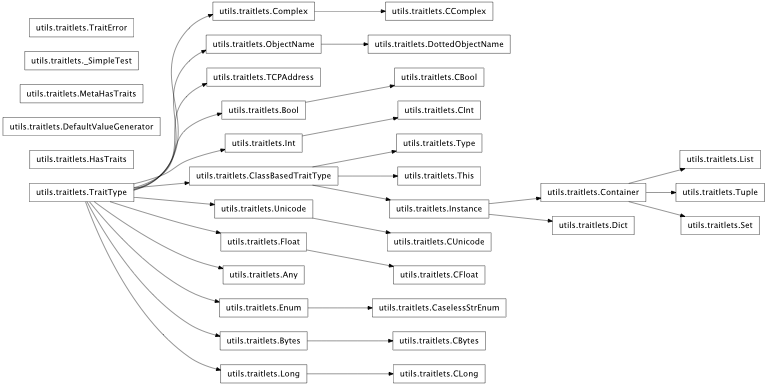 utils.traitlets.TraitError
utils.traitlets._SimpleTest
utils.traitlets.MetaHasTraits
utils.traitlets.DefaultValueGenerator
utils.traitlets.HasTraits
utils.traitlets.TraitType
utils.traitlets.Complex
utils.traitlets.ObjectName
utils.traitlets.TCPAddress
utils.traitlets.Bool
utils.traitlets.Int
utils.traitlets.ClassBasedTraitType
utils.traitlets.Unicode
utils.traitlets.Float
utils.traitlets.Any
utils.traitlets.Enum
utils.traitlets.Bytes
utils.traitlets.Long
utils.traitlets.CComplex
utils.traitlets.DottedObjectName
utils.traitlets.CBool
utils.traitlets.CInt
utils.traitlets.Type
utils.traitlets.This
utils.traitlets.Instance
utils.traitlets.CUnicode
utils.traitlets.CFloat
utils.traitlets.CaselessStrEnum
utils.traitlets.CBytes
utils.traitlets.CLong
utils.traitlets.Container
utils.traitlets.Dict
utils.traitlets.List
utils.traitlets.Tuple
utils.traitlets.Set